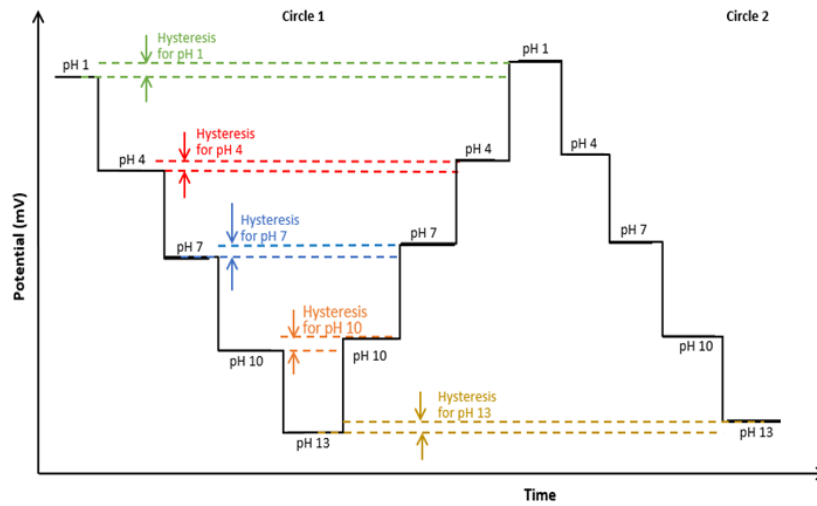 Circle 1
Circle 2
Hysteresis
for pH 1
pH 1
pH 1
Hysteresis
for pH 4
pH 4
pH 4
pH 4
Hysteresis
for pH 7
pH 7
pH 7
pH 7
Hysteresis
for pH 10
pH 10
pH 10
pH 10
Hysteresis
for pH 13
pH 13
pH 13
Potential (mV)
Time